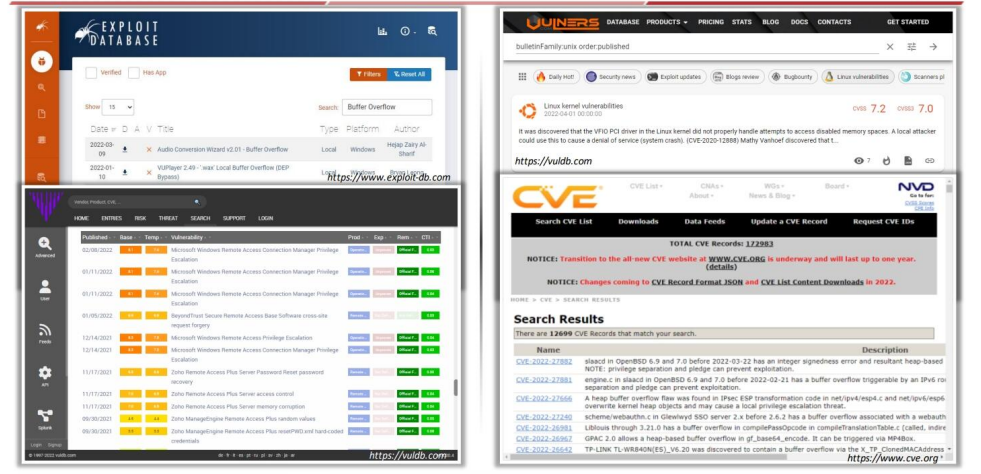 EXPLOIT
DATABASE
Verified Has App
Filters Reset All
Show 15
Search: Buffer Overflow
Date D A V Title Type Platform Author
2022-03-09 Audio Conversion Wizard v2.01 - Buffer Overflow Local Windows Hejap Zairy Al-Sharif
2022-01-10 VUPlayer 2.49 - '.wax' Local Buffer Overflow (DEP Bypass) Local Windows Bryan Leong
https://www.exploit-db.com
VULNERS DATABASE PRODUCTS PRICING STATS BLOG DOCS CONTACTS GET STARTED
bulletinFamily:unix order:published
Daily Hot! Security news Exploit updates Blogs review Bugbounty Linux vulnerabilities Scanners pl
Linux kernel vulnerabilities CVSS 7.2 CVSS3 7.0
2022-04-01 00:00:00
It was discovered that the VFIO PCI driver in the Linux kernel did not properly handle attempts to access disabled memory spaces. A local attacker
could use this to cause a denial of service (system crash). (CVE-2020-12888) Mathy Vanhoef discovered that t...
https://vuldb.com 7
Vendor, Product, CVE, ...
HOME ENTRIES RISK THREAT SEARCH SUPPORT LOGIN
Advanced
User
Feeds
API
Splunk
Login Signup
Published Base Temp Vulnerability Prod Exp Rem CTI
02/08/2022 Microsoft Windows Remote Access Connection Manager Privilege
Escalation
01/11/2022 Microsoft Windows Remote Access Connection Manager Privilege
Escalation
01/11/2022 Microsoft Windows Remote Access Connection Manager Privilege
Escalation
01/05/2022 BeyondTrust Secure Remote Access Base Software cross-site
request forgery
12/14/2021 Microsoft Windows Remote Access Privilege Escalation
12/14/2021 Microsoft Windows Remote Access Connection Manager Privilege
Escalation
11/17/2021 Zoho Remote Access Plus Server Password Reset password
recovery
11/17/2021 Zoho Remote Access Plus Server access control
11/17/2021 Zoho Remote Access Plus Server memory corruption
09/30/2021 Zoho ManageEngine Remote Access Plus random values
09/30/2021 Zoho ManageEngine Remote Access Plus resetPWD.xml hard-coded
credentials
© 1997-2022 vuldb.com
https://vuldb.com
CVE CVE List CNAs WGs Board
About News & Blog
NVD
Go to for:
CVSS Scores
CPE Info
Search CVE List Downloads Data Feeds Update a CVE Record Request CVE IDs
TOTAL CVE Records: 172983
NOTICE: Transition to the all-new CVE website at WWW.CVE.ORG is underway and will last up to one year.
(details)
NOTICE: Changes coming to CVE Record Format JSON and CVE List Content Downloads in 2022.
HOME > CVE > SEARCH RESULTS
Search Results
There are 12699 CVE Records that match your search.
Name Description
CVE-2022-27882 slaacd in OpenBSD 6.9 and 7.0 before 2022-03-22 has an integer signedness error and resultant heap-based
NOTE: privilege separation and pledge can prevent exploitation.
CVE-2022-27881 engine.c in slaacd in OpenBSD 6.9 and 7.0 before 2022-02-21 has a buffer overflow triggerable by an IPv6 rou
separation and pledge can prevent exploitation.
CVE-2022-27666 A heap buffer overflow flaw was found in IPsec ESP transformation code in net/ipv4/esp4.c and net/ipv6/esp6.
overwrite kernel heap objects and may cause a local privilege escalation threat.
CVE-2022-27240 scheme/webauthn.c in Glewlwyd SSO server 2.x before 2.6.2 has a buffer overflow associated with a webauth
CVE-2022-26981 Liblouis through 3.21.0 has a buffer overflow in compilePassOpcode in compileTranslationTable.c (called, indire
CVE-2022-26967 GPAC 2.0 allows a heap-based buffer overflow in gf_base64_encode. It can be triggered via MP4Box.
CVE-2022-26642 TP-LINK TL-WR840N(ES)_V6.20 was discovered to contain a buffer overflow via the X_TP_ClonedMACAddress
https://www.cve.org